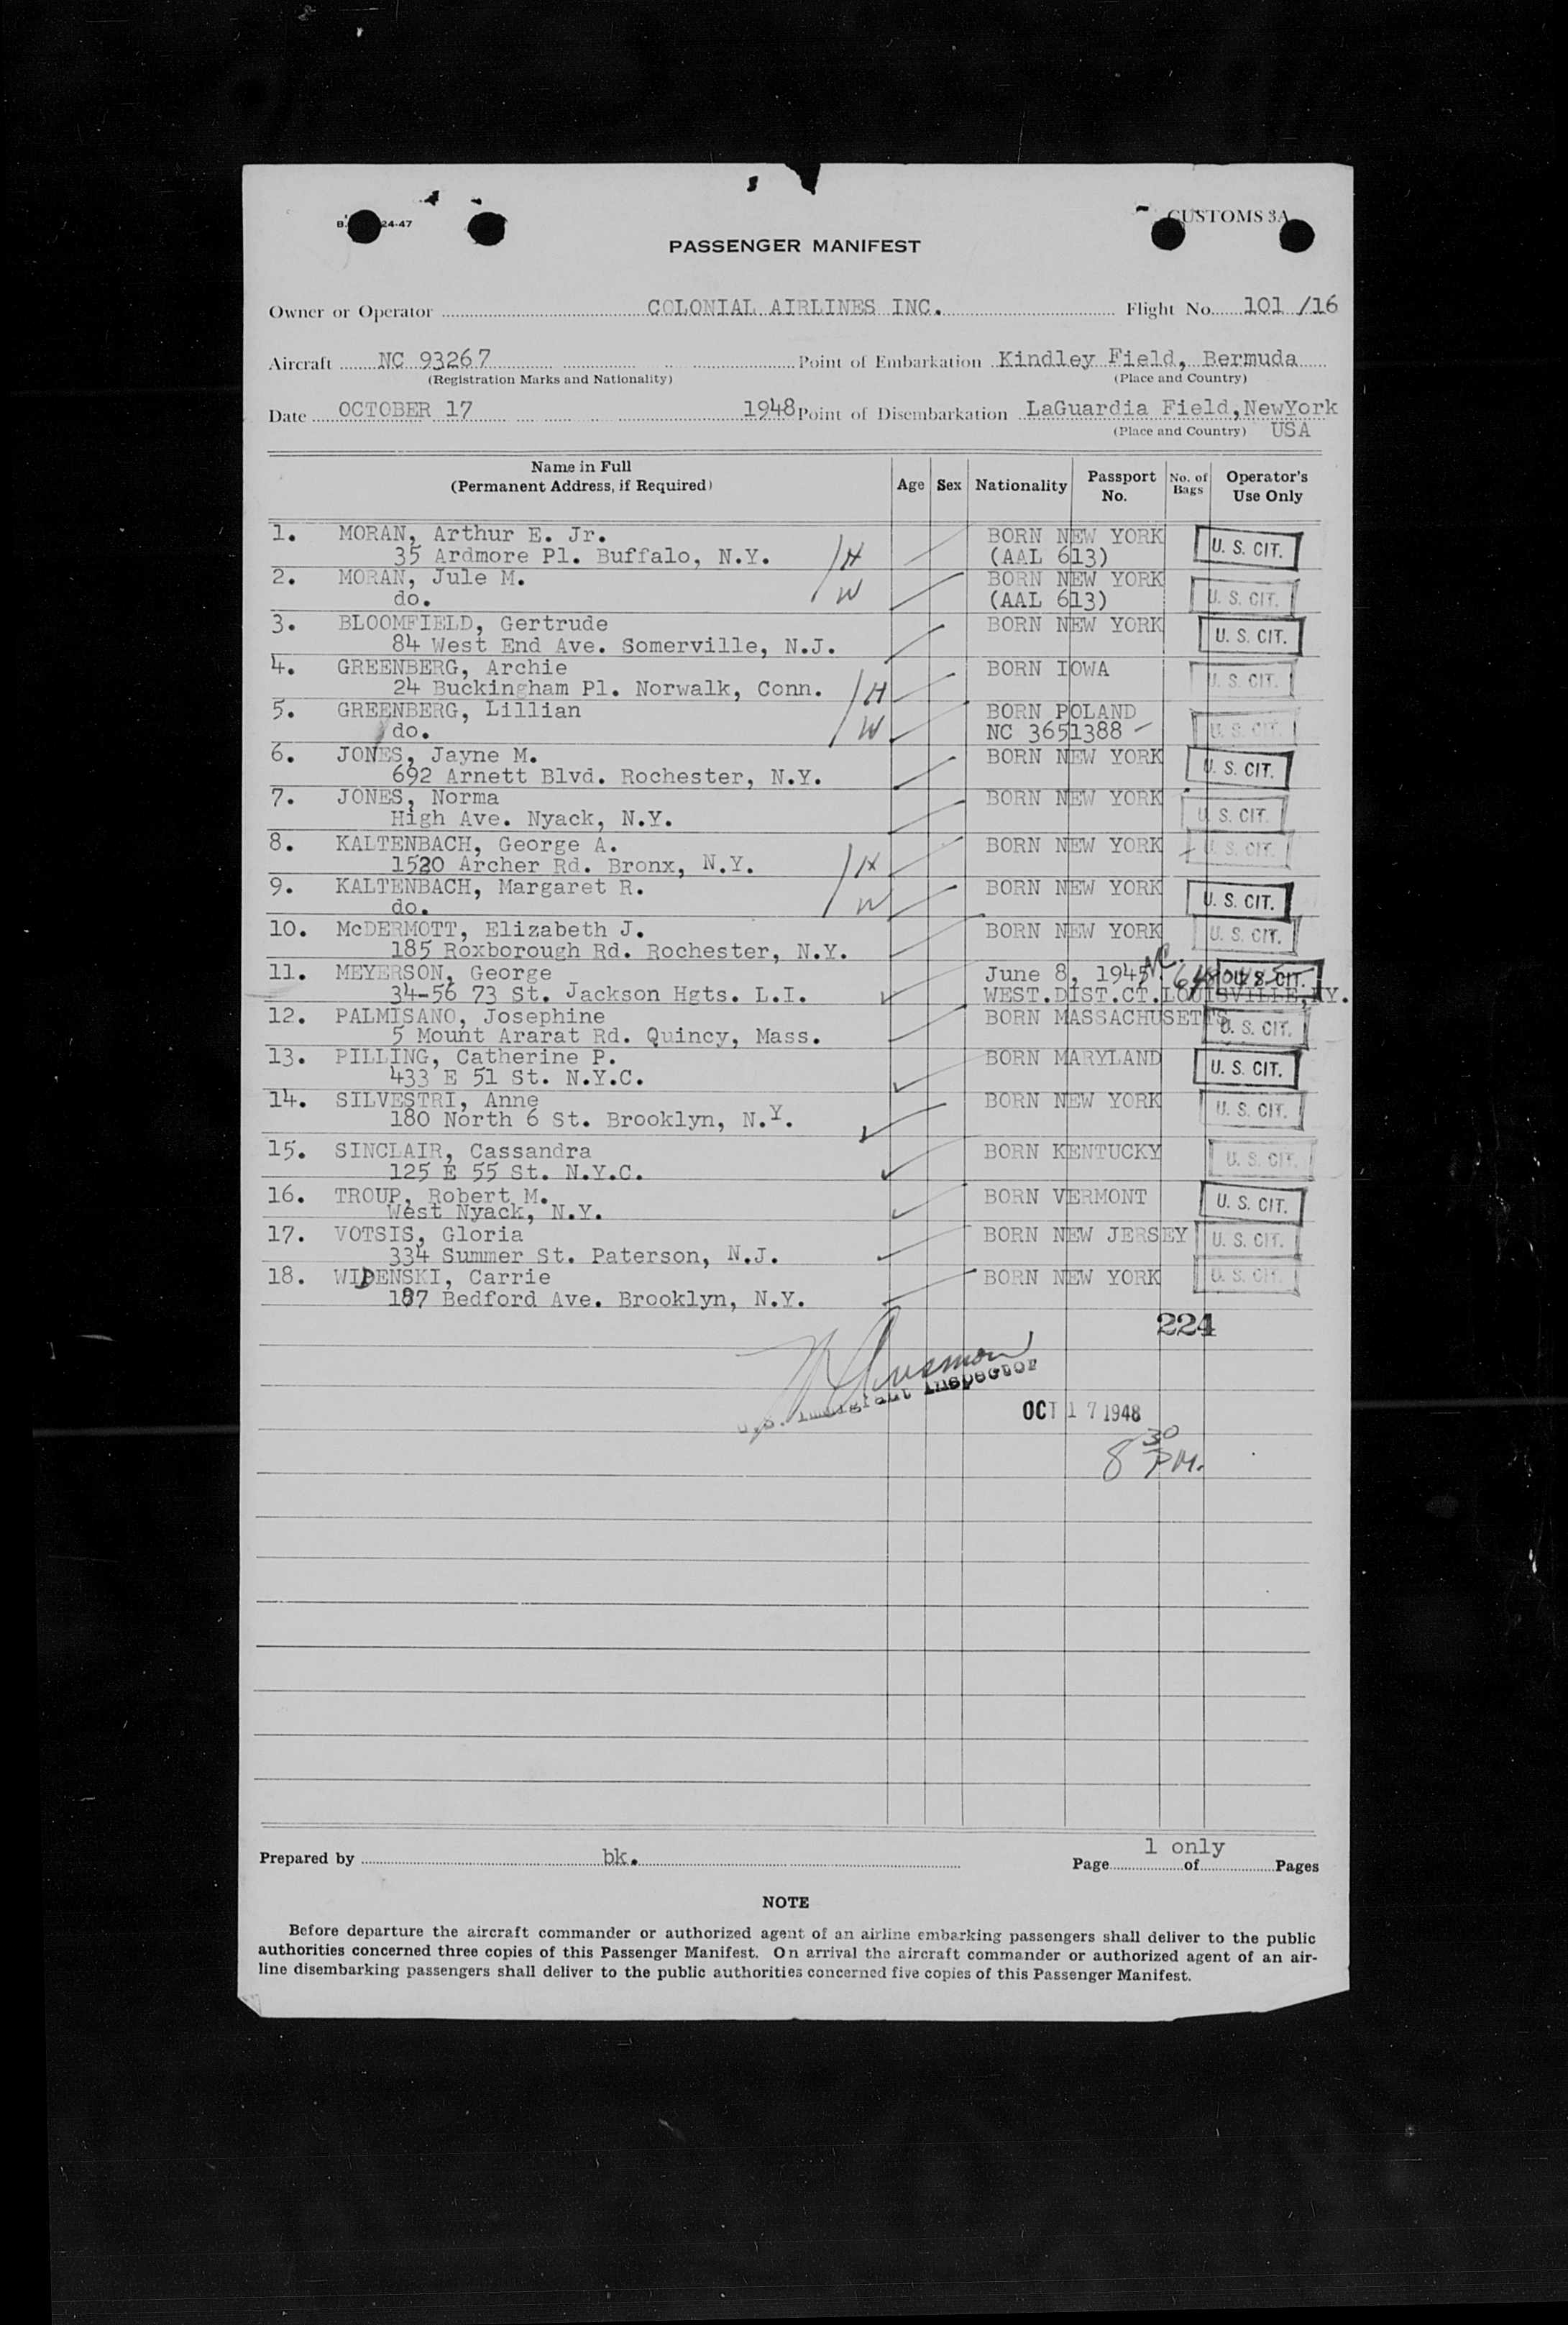 24-47
CUSTOMS 3A
PASSENGER MANIFEST
Owner or Operator COLONIAL AIRLINES INC. Flight No. 101 /16
Aircraft NC 93267 Point of Embarkation Kindley Field, Bermuda
(Registration Marks and Nationality) (Place and Country)
Date OCTOBER 17 1948 Point of Disembarkation LaGuardia Field, NewYork
(Place and Country) USA
Name in Full
(Permanent Address, if Required) Age Sex Nationality Passport No. No. of Bags Operator's Use Only
1. MORAN, Arthur E. Jr. BORN NEW YORK U. S. CIT.
35 Ardmore Pl. Buffalo, N.Y. H (AAL 613)
2. MORAN, Jule M. BORN NEW YORK U. S. CIT.
do. W (AAL 613)
3. BLOOMFIELD, Gertrude BORN NEW YORK U. S. CIT.
84 West End Ave. Somerville, N.J.
4. GREENBERG, Archie BORN IOWA U. S. CIT.
24 Buckingham Pl. Norwalk, Conn. H
5. GREENBERG, Lillian BORN POLAND U. S. CIT.
do. W NC 3651388
6. JONES, Jayne M. BORN NEW YORK U. S. CIT.
692 Arnett Blvd. Rochester, N.Y.
7. JONES, Norma BORN NEW YORK U. S. CIT.
High Ave. Nyack, N.Y.
8. KALTENBACH, George A. BORN NEW YORK U. S. CIT.
1520 Archer Rd. Bronx, N.Y. H
9. KALTENBACH, Margaret R. BORN NEW YORK U. S. CIT.
do. W
10. McDERMOTT, Elizabeth J. BORN NEW YORK U. S. CIT.
185 Roxborough Rd. Rochester, N.Y.
11. MEYERSON, George June 8, 1945 U. S. CIT.
34-56 73 St. Jackson Hgts. L.I. WEST.DIST.CT.LOUISVILLE,KY.
12. PALMISANO, Josephine BORN MASSACHUSETTS U. S. CIT.
5 Mount Ararat Rd. Quincy, Mass.
13. PILLING, Catherine P. BORN MARYLAND U. S. CIT.
433 E 51 St. N.Y.C.
14. SILVESTRI, Anne BORN NEW YORK U. S. CIT.
180 North 6 St. Brooklyn, N.Y.
15. SINCLAIR, Cassandra BORN KENTUCKY U. S. CIT.
125 E 55 St. N.Y.C.
16. TROUP, Robert M. BORN VERMONT U. S. CIT.
West Nyack, N.Y.
17. VOTSIS, Gloria BORN NEW JERSEY U. S. CIT.
334 Summer St. Paterson, N.J.
18. WIDENSKI, Carrie BORN NEW YORK U. S. CIT.
187 Bedford Ave. Brooklyn, N.Y.
224
U.S. Immigrant Inspector
OCT 17 1948
8 30 PM.
Prepared by bk. Page 1 only of Pages
NOTE
Before departure the aircraft commander or authorized agent of an airline embarking passengers shall deliver to the public
authorities concerned three copies of this Passenger Manifest. On arrival the aircraft commander or authorized agent of an air-
line disembarking passengers shall deliver to the public authorities concerned five copies of this Passenger Manifest.